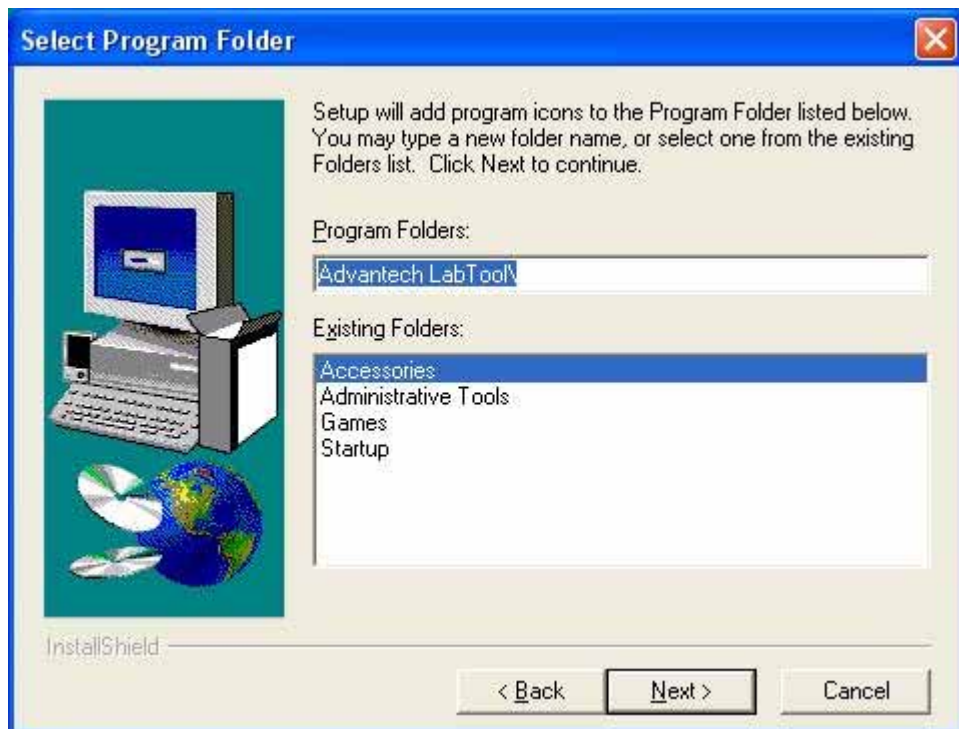 Select Program Folder
Setup will add program icons to the Program Folder listed below.
You may type a new folder name, or select one from the existing
Folders list.  Click Next to continue.
Program Folders:
Advantech LabTool\
Existing Folders:
Accessories
Administrative Tools
Games
Startup
InstallShield
< Back
Next >
Cancel